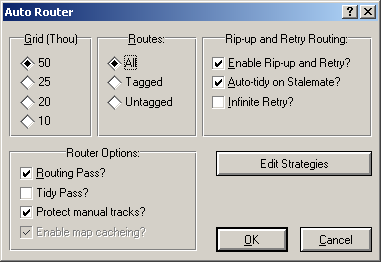 Auto Router
Grid (Thou)
50
25
20
10
Routes:
All
Tagged
Untagged
Rip-up and Retry Routing:
Enable Rip-up and Retry?
Auto-tidy on Stalemate?
Infinite Retry?
Router Options:
Routing Pass?
Tidy Pass?
Protect manual tracks?
Enable map cacheing?
Edit Strategies
OK
Cancel